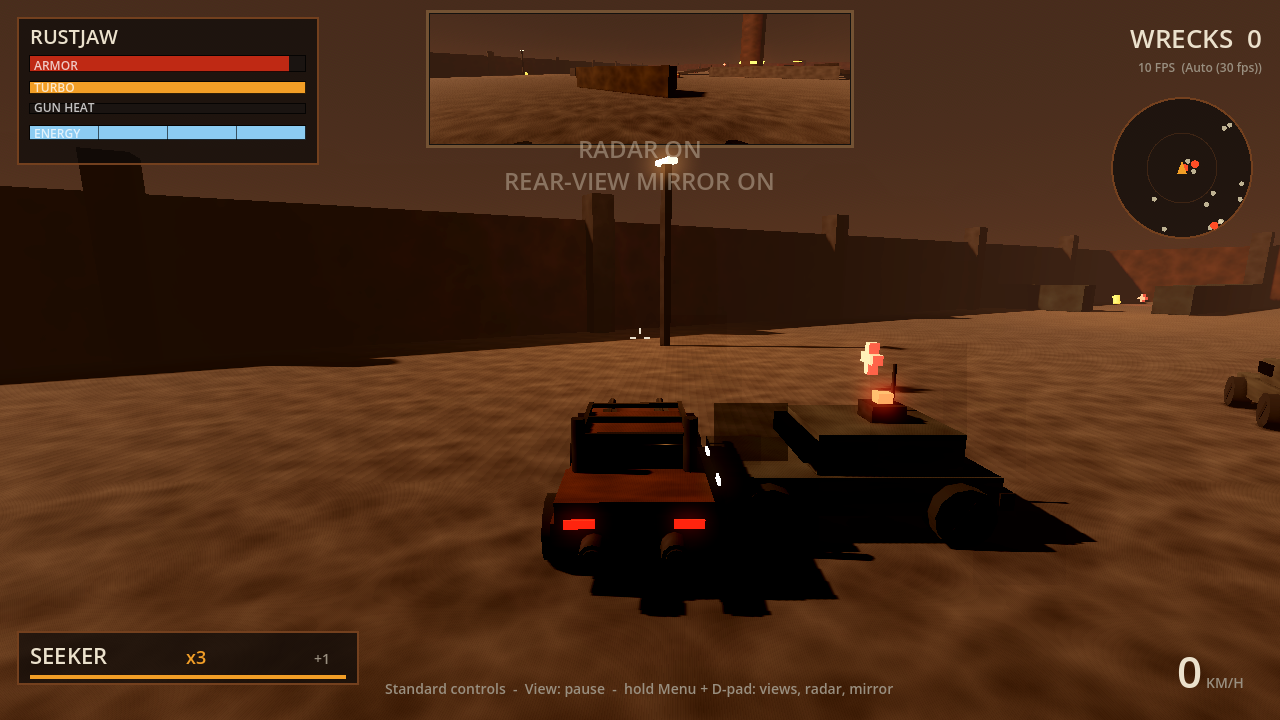 RUSTJAW
ARMOR
TURBO
GUN HEAT
ENERGY
RADAR ON
REAR-VIEW MIRROR ON
WRECKS 0
10 FPS (Auto (30 fps))
SEEKER x3 +1
Standard controls - View: pause - hold Menu + D-pad: views, radar, mirror
0 KM/H